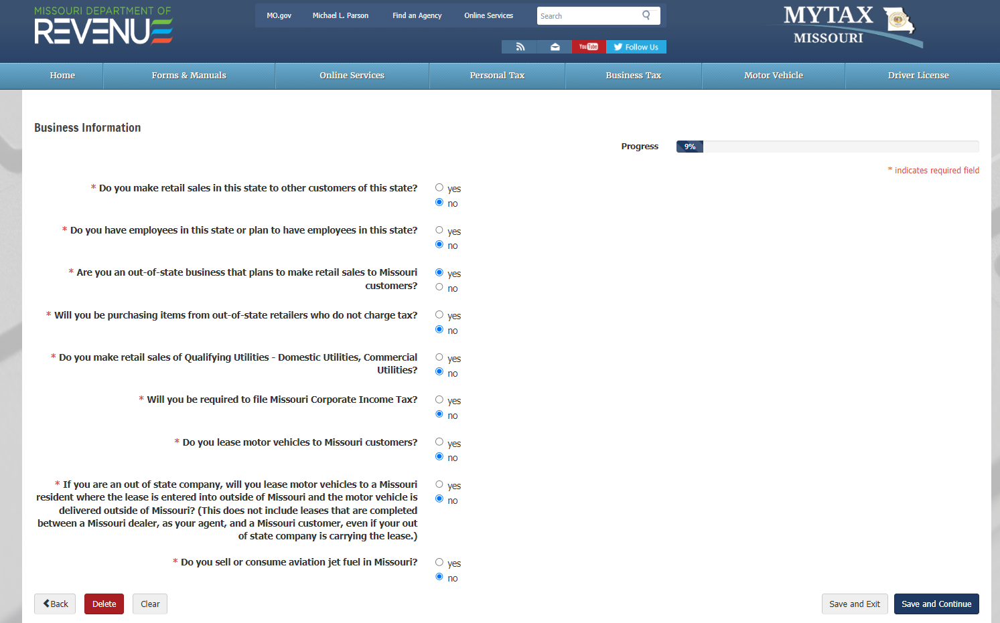 MISSOURI DEPARTMENT OF
REVENUE
MO.gov
Michael L. Parson
Find an Agency
Online Services
Search
YouTube
Follow Us
MYTAX
MISSOURI
Home
Forms & Manuals
Online Services
Personal Tax
Business Tax
Motor Vehicle
Driver License
Business Information
Progress
9%
* indicates required field
* Do you make retail sales in this state to other customers of this state?
yes
no
* Do you have employees in this state or plan to have employees in this state?
yes
no
* Are you an out-of-state business that plans to make retail sales to Missouri
customers?
yes
no
* Will you be purchasing items from out-of-state retailers who do not charge tax?
yes
no
* Do you make retail sales of Qualifying Utilities - Domestic Utilities, Commercial
Utilities?
yes
no
* Will you be required to file Missouri Corporate Income Tax?
yes
no
* Do you lease motor vehicles to Missouri customers?
yes
no
* If you are an out of state company, will you lease motor vehicles to a Missouri
resident where the lease is entered into outside of Missouri and the motor vehicle is
delivered outside of Missouri? (This does not include leases that are completed
between a Missouri dealer, as your agent, and a Missouri customer, even if your out
of state company is carrying the lease.)
yes
no
* Do you sell or consume aviation jet fuel in Missouri?
yes
no
Back
Delete
Clear
Save and Exit
Save and Continue